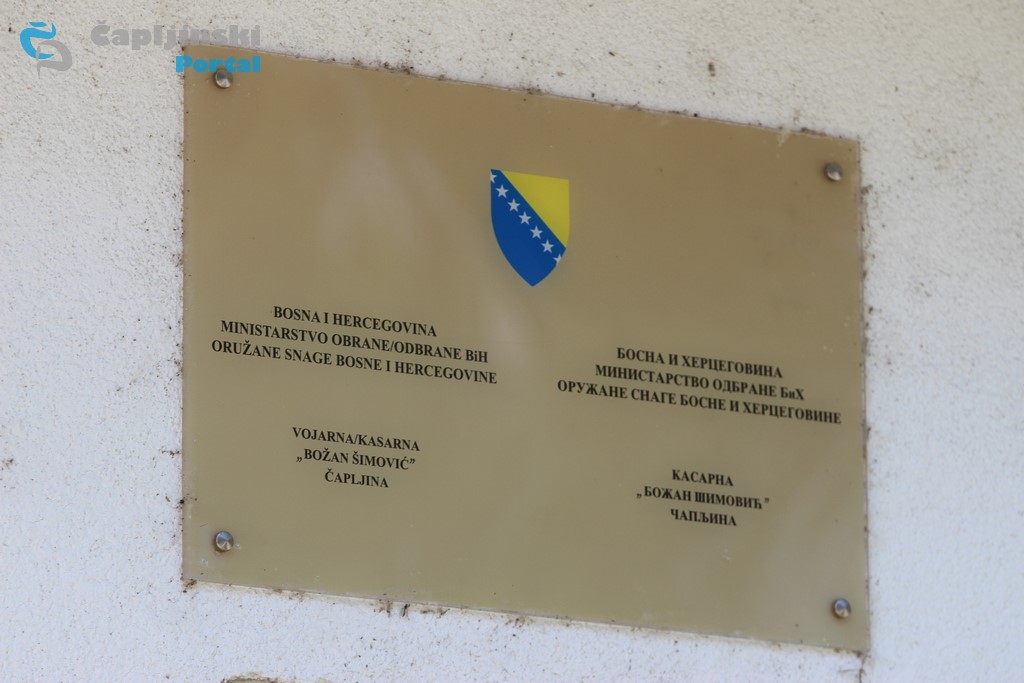 Čapljinski
Portal
BOSNA I HERCEGOVINA
MINISTARSTVO OBRANE/ODBRANE BiH
ORUŽANE SNAGE BOSNE I HERCEGOVINE
VOJARNA/KASARNA
„BOŽAN ŠIMOVIĆ”
ČAPLJINA
БОСНА И ХЕРЦЕГОВИНА
МИНИСТАРСТВО ОДБРАНЕ БиХ
ОРУЖАНЕ СНАГЕ БОСНЕ И ХЕРЦЕГОВИНЕ
КАСАРНА
„БОЖАН ШИМОВИЋ”
ЧАПЉИНА